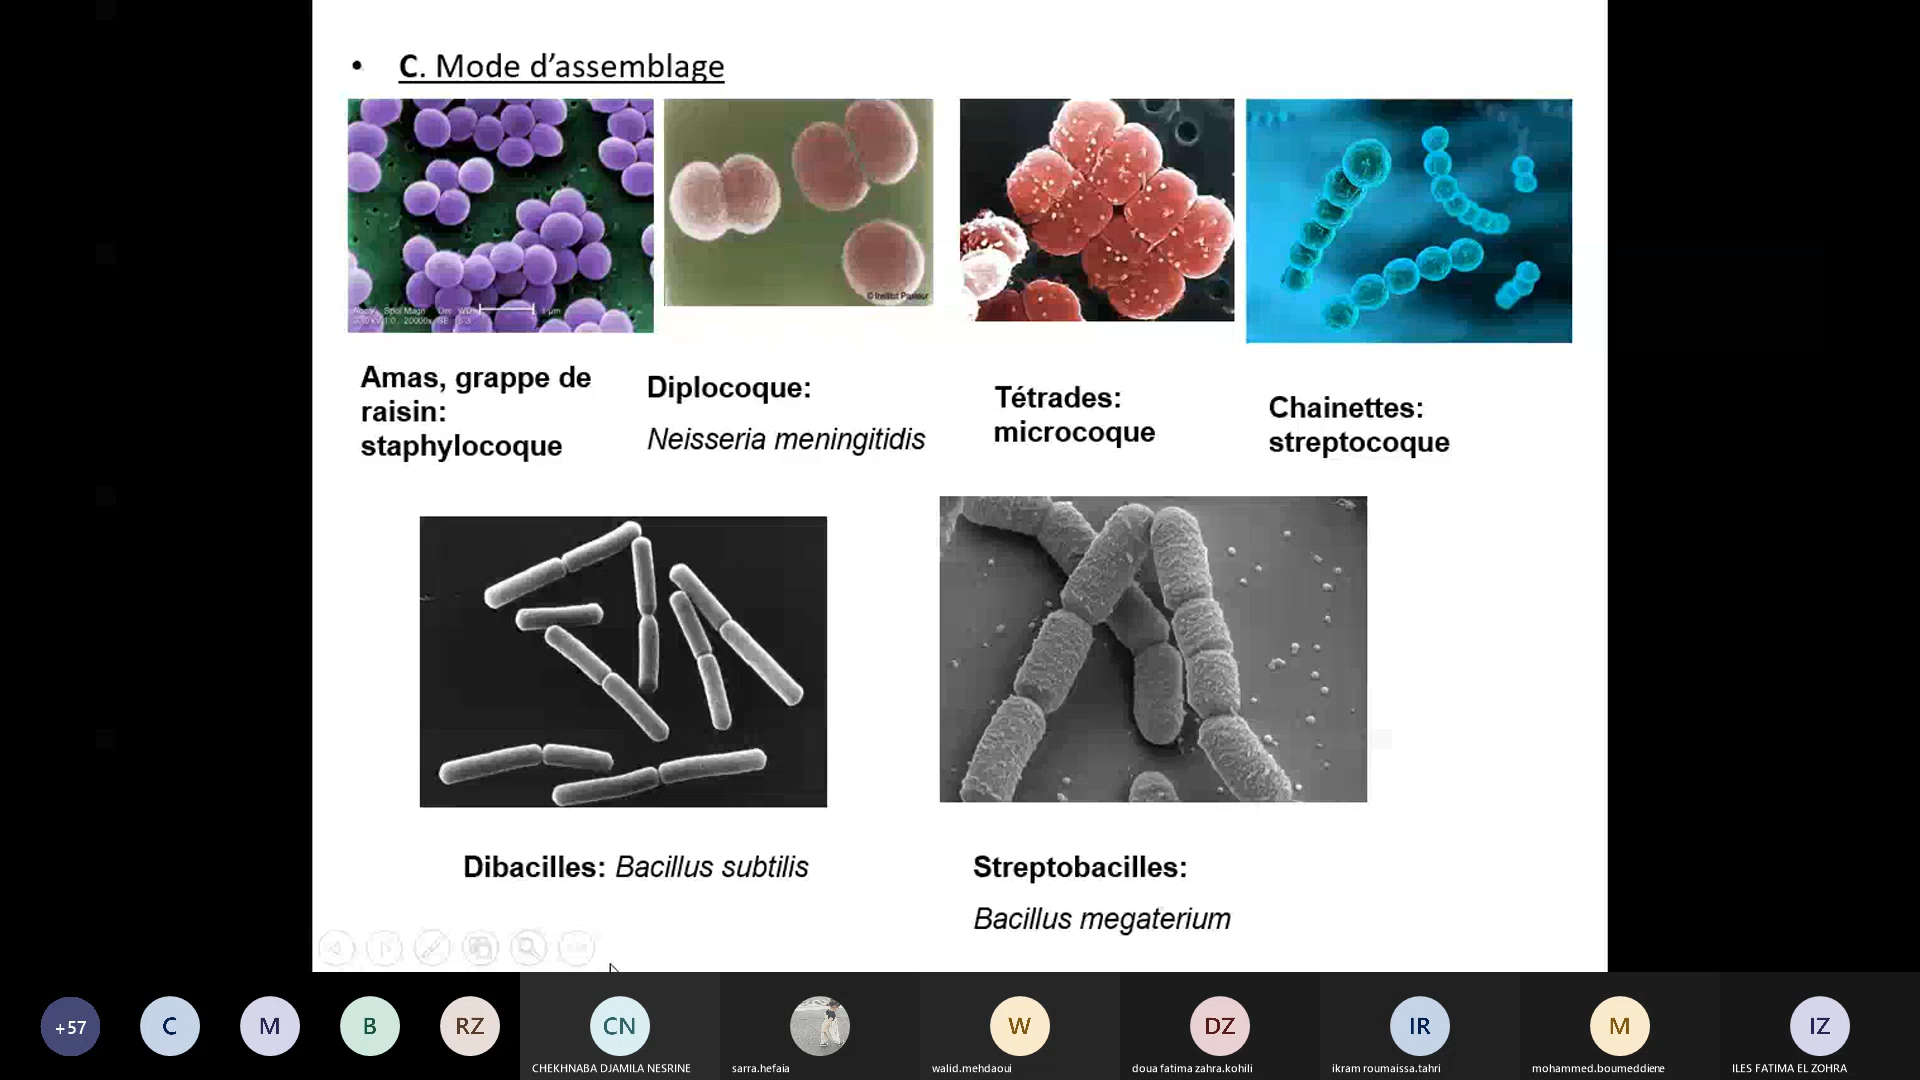 • C. Mode d’assemblage
© Institut Pasteur
Amas, grappe de
raisin:
staphylocoque
Diplocoque:
Neisseria meningitidis
Tétrades:
microcoque
Chainettes:
streptocoque
Dibacilles: Bacillus subtilis
Streptobacilles:
Bacillus megaterium
+57
C
M
B
RZ
CN
W
DZ
IR
M
IZ
CHEKHNABA DJAMILA NESRINE
sarra.hefaia
walid.mehdaoui
doua fatima zahra.kohili
ikram roumaissa.tahri
mohammed.boumeddiene
ILES FATIMA EL ZOHRA